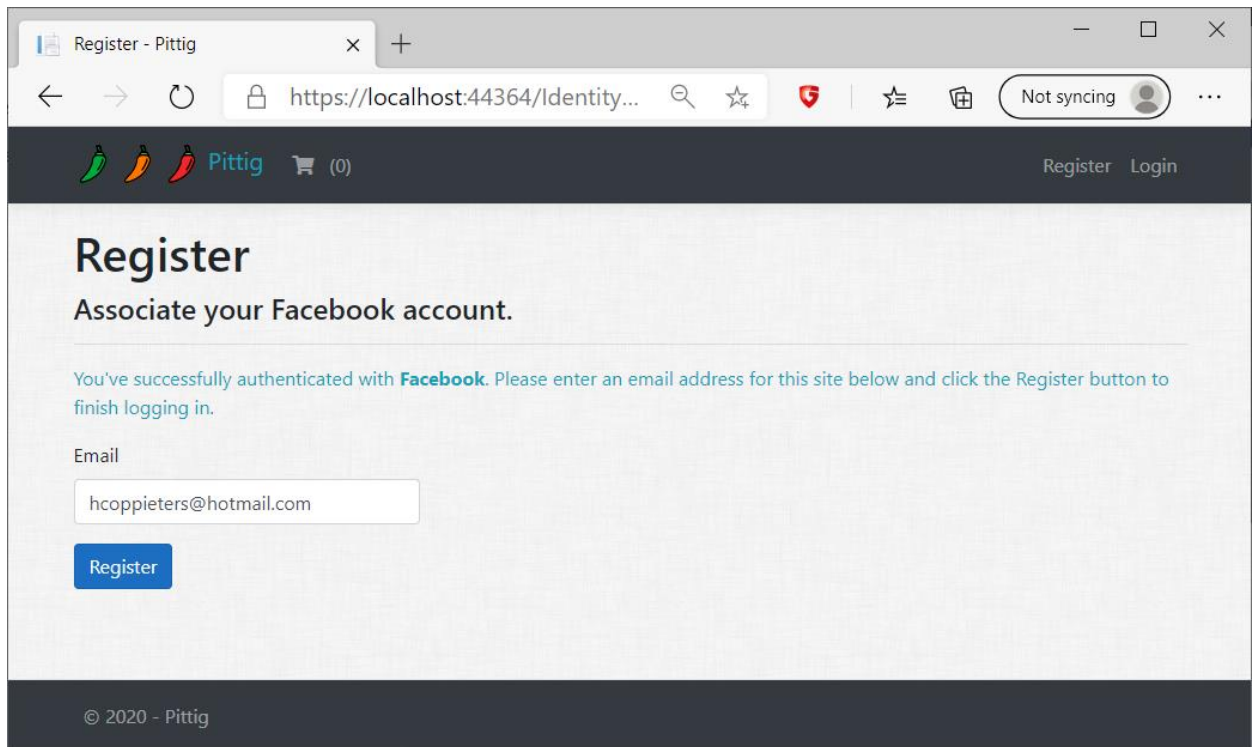 Register - Pittig
https://localhost:44364/Identity...
Not syncing
Pittig (0) Register Login
Register
Associate your Facebook account.
You've successfully authenticated with Facebook. Please enter an email address for this site below and click the Register button to
finish logging in.
Email
hcoppieters@hotmail.com
Register
© 2020 - Pittig